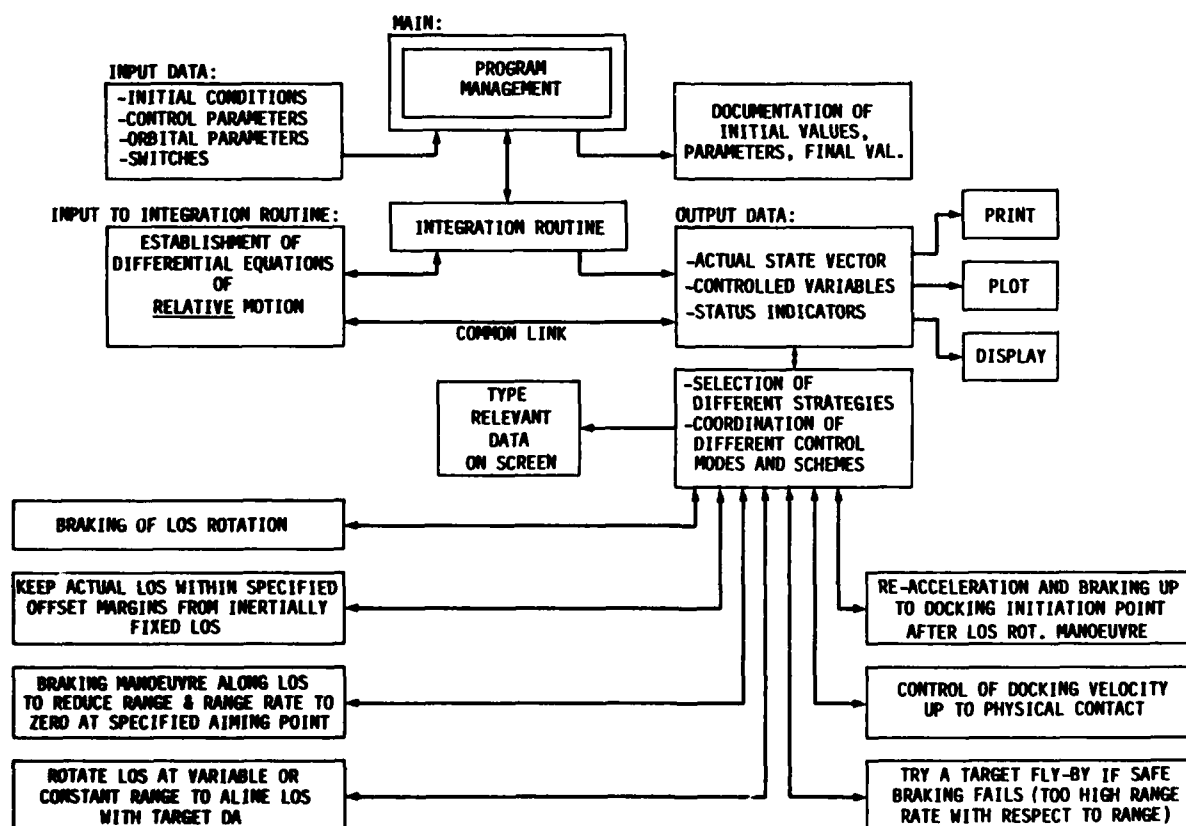 MAIN:
PROGRAM
MANAGEMENT
INPUT DATA:
-INITIAL CONDITIONS
-CONTROL PARAMETERS
-ORBITAL PARAMETERS
-SWITCHES
DOCUMENTATION OF
INITIAL VALUES,
PARAMETERS, FINAL VAL.
INPUT TO INTEGRATION ROUTINE:
ESTABLISHMENT OF
DIFFERENTIAL EQUATIONS
OF
RELATIVE MOTION
INTEGRATION ROUTINE
OUTPUT DATA:
-ACTUAL STATE VECTOR
-CONTROLLED VARIABLES
-STATUS INDICATORS
PRINT
PLOT
DISPLAY
COMMON LINK
TYPE
RELEVANT
DATA
ON SCREEN
-SELECTION OF
DIFFERENT STRATEGIES
-COORDINATION OF
DIFFERENT CONTROL
MODES AND SCHEMES
BRAKING OF LOS ROTATION
KEEP ACTUAL LOS WITHIN SPECIFIED
OFFSET MARGINS FROM INERTIALLY
FIXED LOS
BRAKING MANOEUVRE ALONG LOS
TO REDUCE RANGE & RANGE RATE TO
ZERO AT SPECIFIED AIMING POINT
ROTATE LOS AT VARIABLE OR
CONSTANT RANGE TO ALINE LOS
WITH TARGET DA
RE-ACCELERATION AND BRAKING UP
TO DOCKING INITIATION POINT
AFTER LOS ROT. MANOEUVRE
CONTROL OF DOCKING VELOCITY
UP TO PHYSICAL CONTACT
TRY A TARGET FLY-BY IF SAFE
BRAKING FAILS (TOO HIGH RANGE
RATE WITH RESPECT TO RANGE)